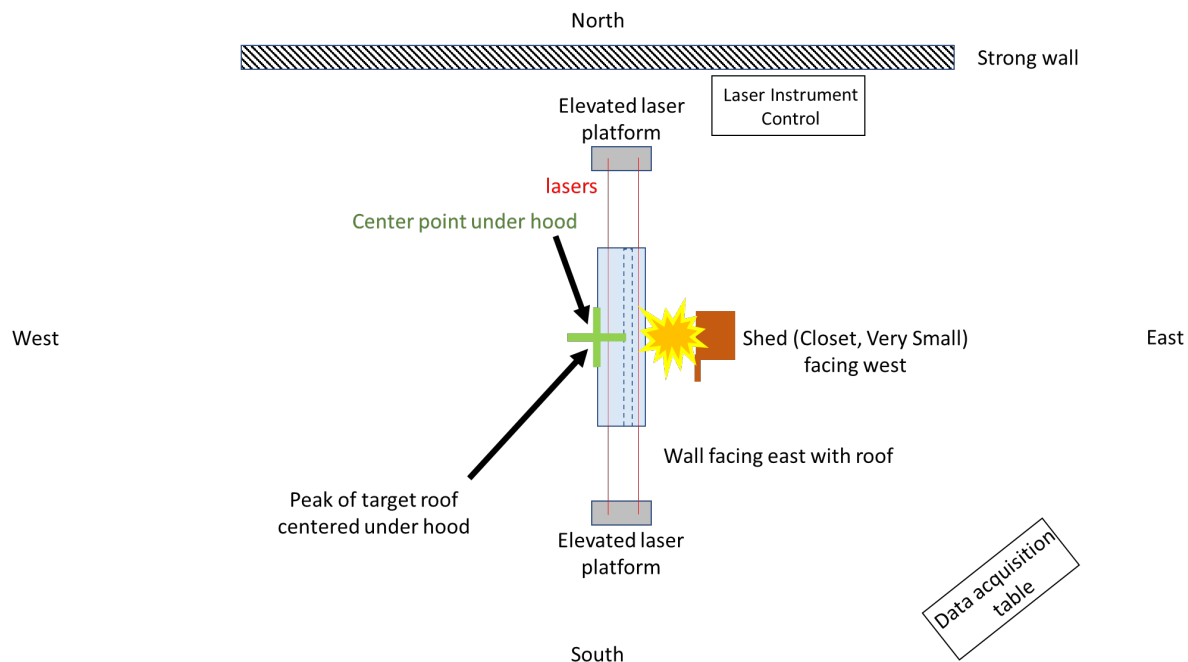 North
Strong wall
Laser Instrument
Control
Elevated laser
platform
lasers
Center point under hood
West
Shed (Closet, Very Small)
facing west
East
Wall facing east with roof
Peak of target roof
centered under hood
Elevated laser
platform
Data acquisition
table
South